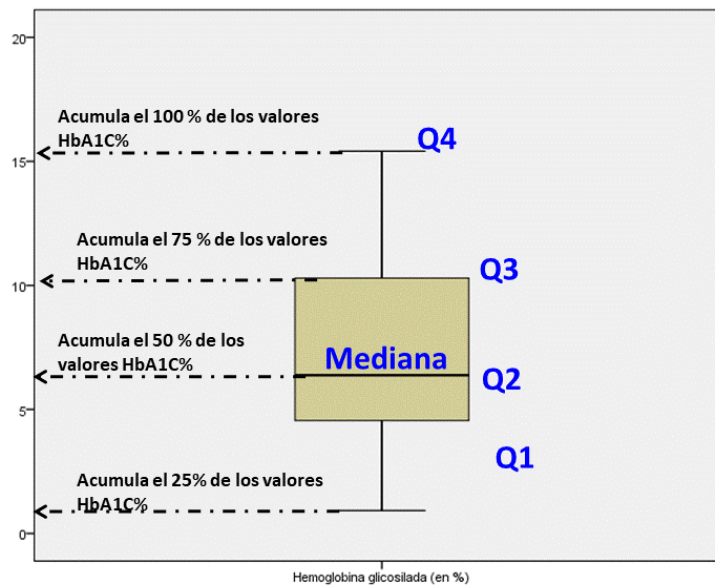 20
Acumula el 100 % de los valores
HbA1C%
Q4
15
Acumula el 75 % de los valores
HbA1C%
Q3
10
Acumula el 50 % de los
valores HbA1C%
Mediana
Q2
5
Q1
Acumula el 25% de los valores
HbA1C%
0
Hemoglobina glicosilada (en %)